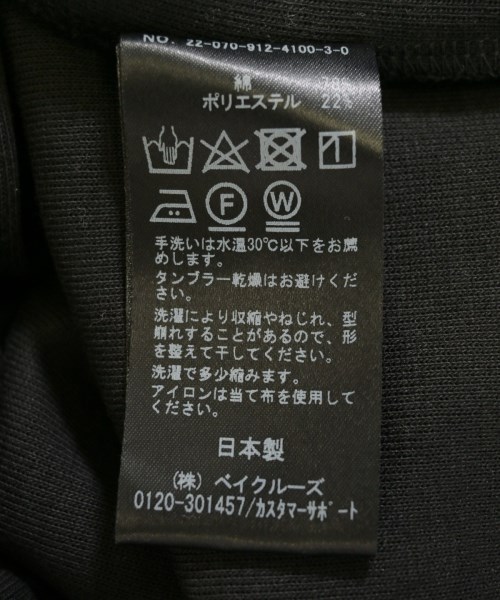 NO. 22-070-912-4100-3-0
綿
ポリエステル 22%
F W
手洗いは水温30℃以下をお薦
めします。
タンブラー乾燥はお避けくだ
さい。
洗濯により収縮やねじれ、型
崩れすることがあるので、形
を整えて干してください。
洗濯で多少縮みます。
アイロンは当て布を使用して
ください。
日本製
(株) ベイクルーズ
0120-301457/カスタマーサポート